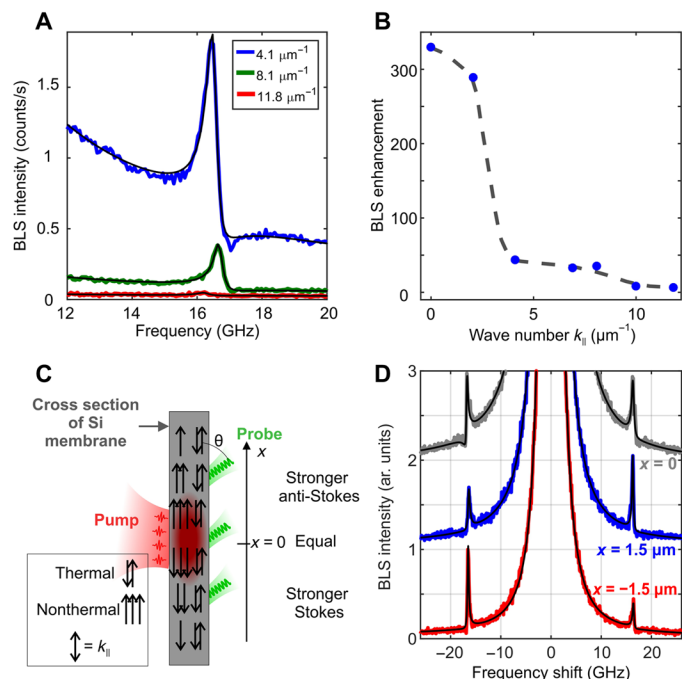 A
BLS intensity (counts/s)
1.5
1
0.5
0
12
14
16
18
20
Frequency (GHz)
4.1 μm⁻¹
8.1 μm⁻¹
11.8 μm⁻¹
B
BLS enhancement
300
250
200
150
100
50
0
0
5
10
Wave number k∥ (μm⁻¹)
C
Cross section
of Si
membrane
Probe
θ
x
Stronger
anti-Stokes
Pump
x = 0
Equal
Thermal
Nonthermal
= k∥
Stronger
Stokes
D
BLS intensity (arb. units)
3
2
1
0
x = 0
x = 1.5 μm
x = −1.5 μm
−20
−10
0
10
20
Frequency shift (GHz)